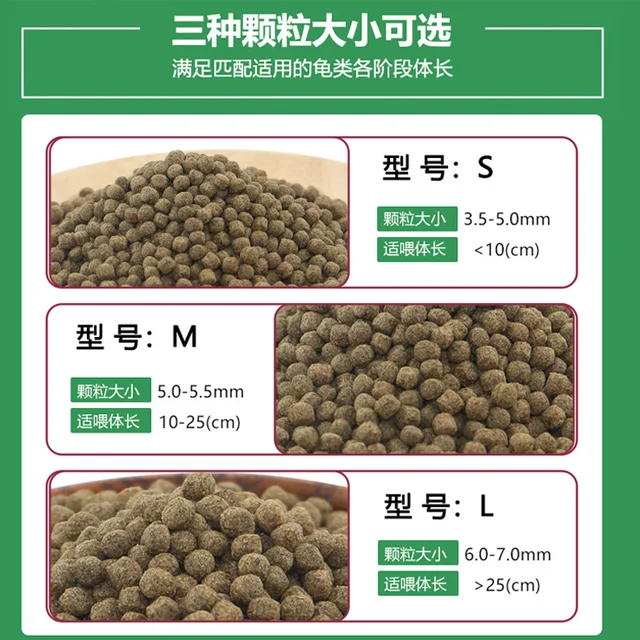 三种颗粒大小可选
满足匹配适用的龟类各阶段体长
型 号：S
颗粒大小 3.5-5.0mm
适喂体长 <10(cm)
型 号：M
颗粒大小 5.0-5.5mm
适喂体长 10-25(cm)
型 号：L
颗粒大小 6.0-7.0mm
适喂体长 >25(cm)